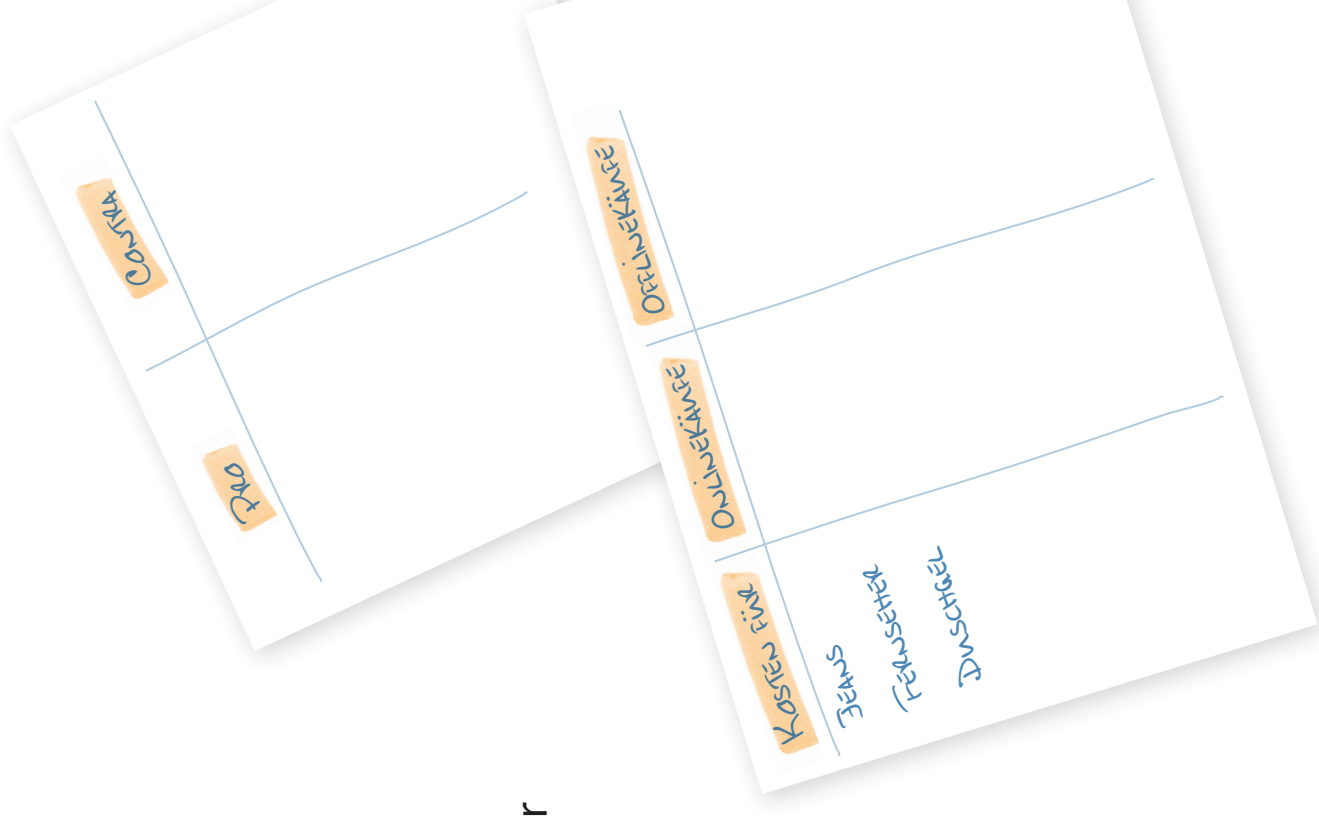 PRO
CONTRA
KOSTEN FÜR
ONLINEKÄUFE
OFFLINEKÄUFE
JEANS
FERNSEHER
DUSCHGEL
r